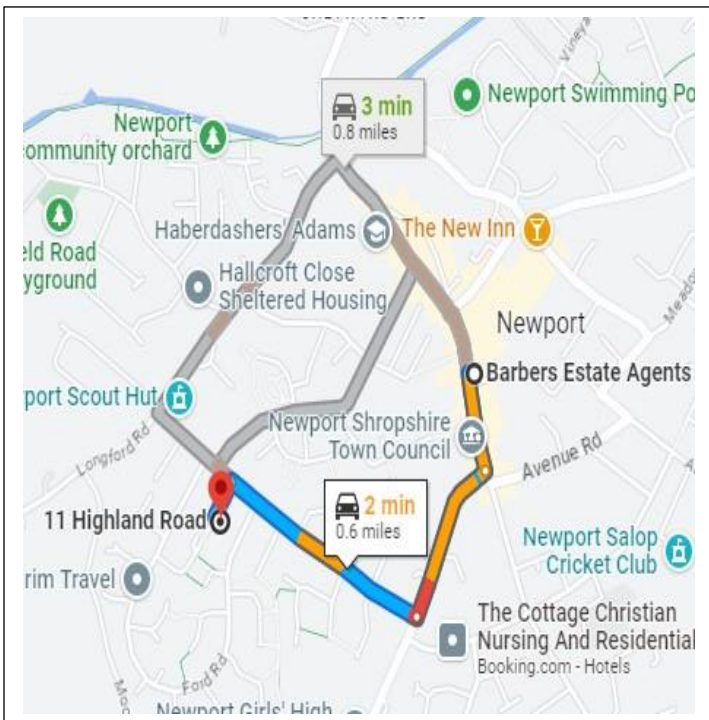 3 min
0.8 miles
Newport Swimming Po
Newport
community orchard
Vineya
Haberdashers' Adams
The New Inn
eld Road
yground
Hallcroft Close
Sheltered Housing
Meadow
Newport
Barbers Estate Agents
port Scout Hut
Newport Shropshire
Town Council
Longford Rd
Avenue Rd
2 min
0.6 miles
11 Highland Road
Newport Salop
Cricket Club
rim Travel
The Cottage Christian
Nursing And Residential
Booking.com - Hotels
Ford Rd
Newport Girls' High